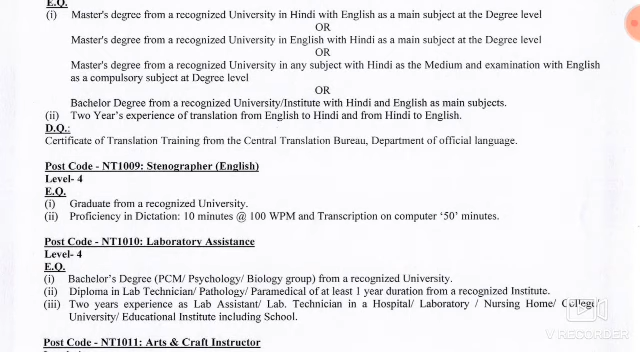 E.Q.
(i) Master's degree from a recognized University in Hindi with English as a main subject at the Degree level
OR
Master's degree from a recognized University in English with Hindi as a main subject at the Degree level
OR
Master's degree from a recognized University in any subject with Hindi as the Medium and examination with English
as a compulsory subject at Degree level
OR
Bachelor Degree from a recognized University/Institute with Hindi and English as main subjects.
(ii) Two Year's experience of translation from English to Hindi and from Hindi to English.
D.Q.:
Certificate of Translation Training from the Central Translation Bureau, Department of official language.
Post Code - NT1009: Stenographer (English)
Level- 4
E.Q.
(i) Graduate from a recognized University.
(ii) Proficiency in Dictation: 10 minutes @ 100 WPM and Transcription on computer '50' minutes.
Post Code - NT1010: Laboratory Assistance
Level- 4
E.Q.
(i) Bachelor's Degree (PCM/ Psychology/ Biology group) from a recognized University.
(ii) Diploma in Lab Technician/ Pathology/ Paramedical of at least 1 year duration from a recognized Institute.
(iii) Two years experience as Lab Assistant/ Lab. Technician in a Hospital/ Laboratory / Nursing Home/ College/
University/ Educational Institute including School.
V RECORDER
Post Code - NT1011: Arts & Craft Instructor